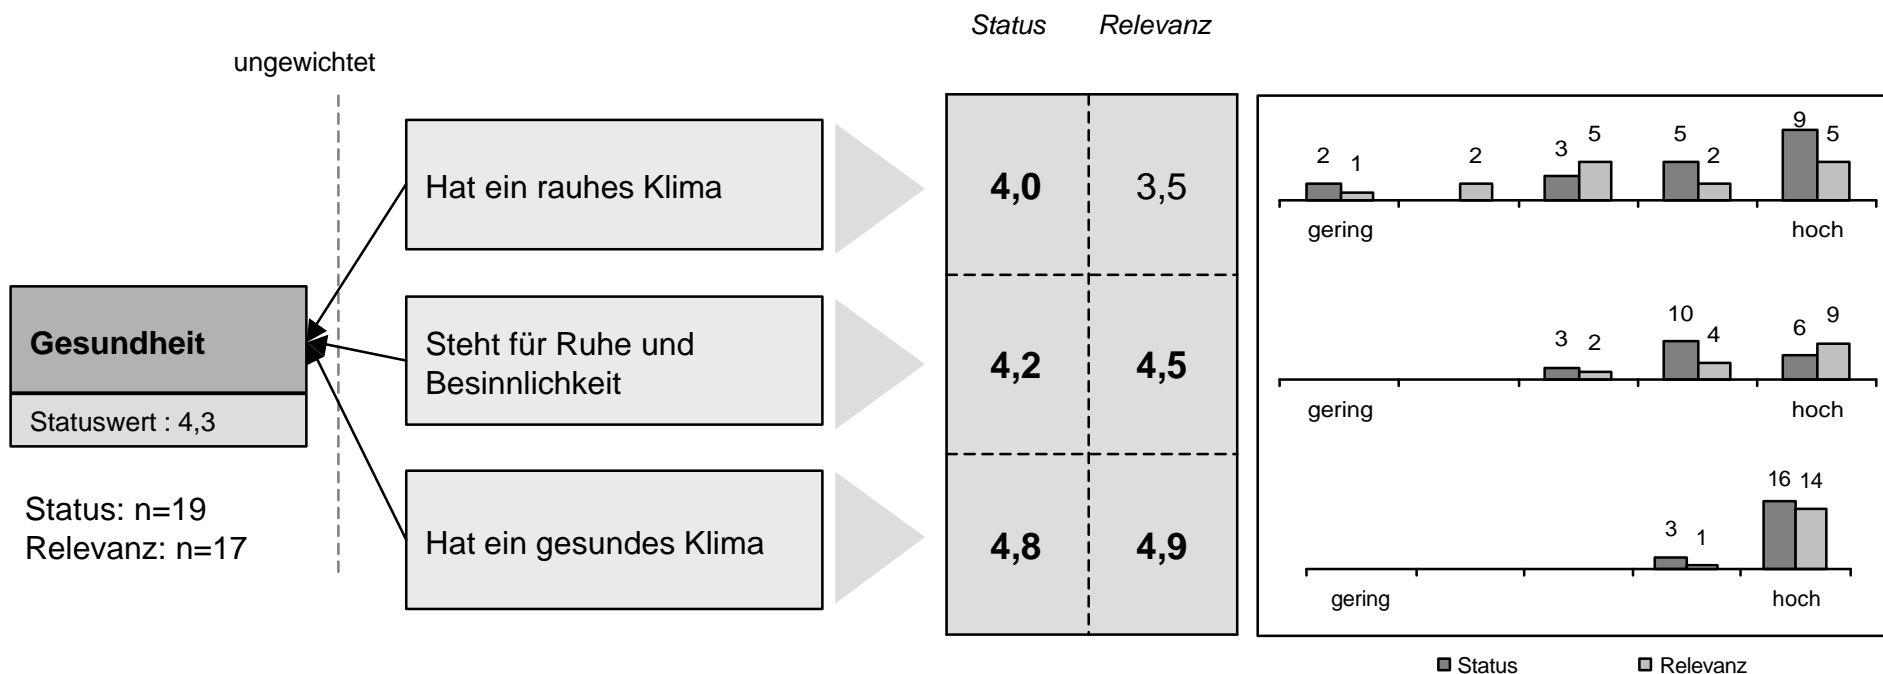 Status Relevanz
ungewichtet
Hat ein rauhes Klima
4,0 3,5
2 1 2 3 5 5 2 9 5
gering hoch
Gesundheit
Statuswert : 4,3
Steht für Ruhe und
Besinnlichkeit
4,2 4,5
3 2 10 4 6 9
gering hoch
Status: n=19
Relevanz: n=17
Hat ein gesundes Klima
4,8 4,9
3 1 16 14
gering hoch
Status Relevanz